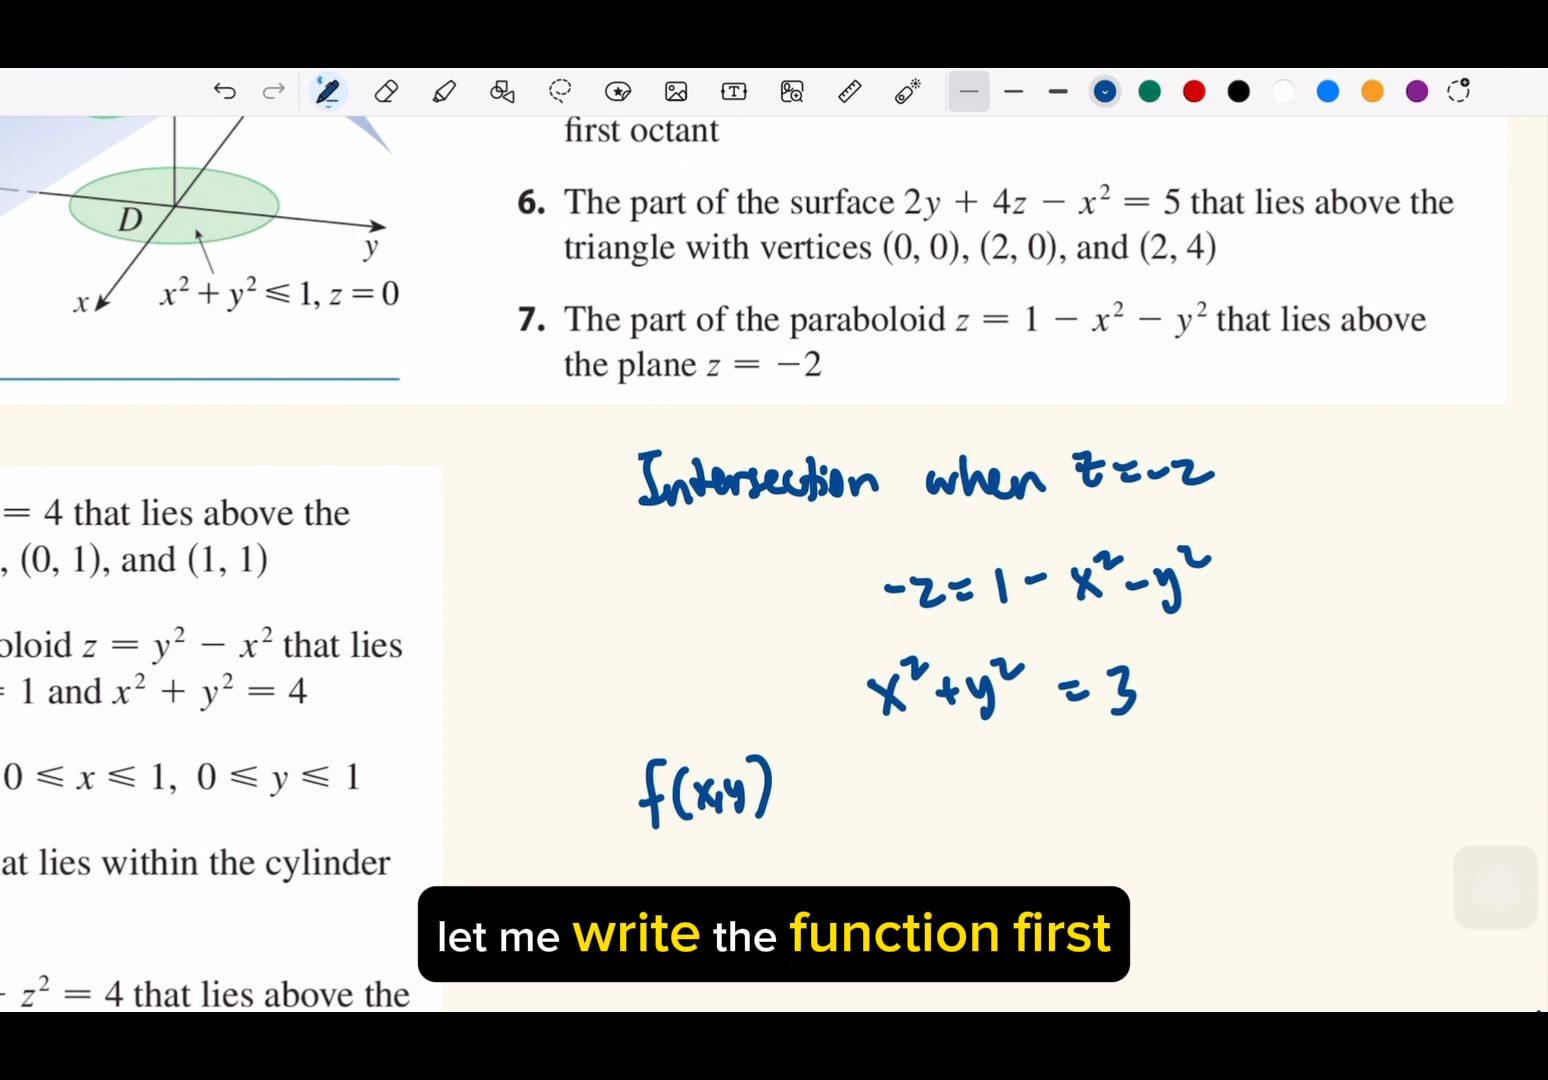 first octant
6. The part of the surface 2y + 4z − x² = 5 that lies above the
triangle with vertices (0, 0), (2, 0), and (2, 4)
7. The part of the paraboloid z = 1 − x² − y² that lies above
the plane z = −2
D
y
x
x² + y² ⩽ 1, z = 0
= 4 that lies above the
, (0, 1), and (1, 1)
oloid z = y² − x² that lies
= 1 and x² + y² = 4
0 ⩽ x ⩽ 1, 0 ⩽ y ⩽ 1
at lies within the cylinder
- z² = 4 that lies above the
Intersection when z = -2
-2 = 1 - x² - y²
x² + y² = 3
f(x,y)
let me write the function first